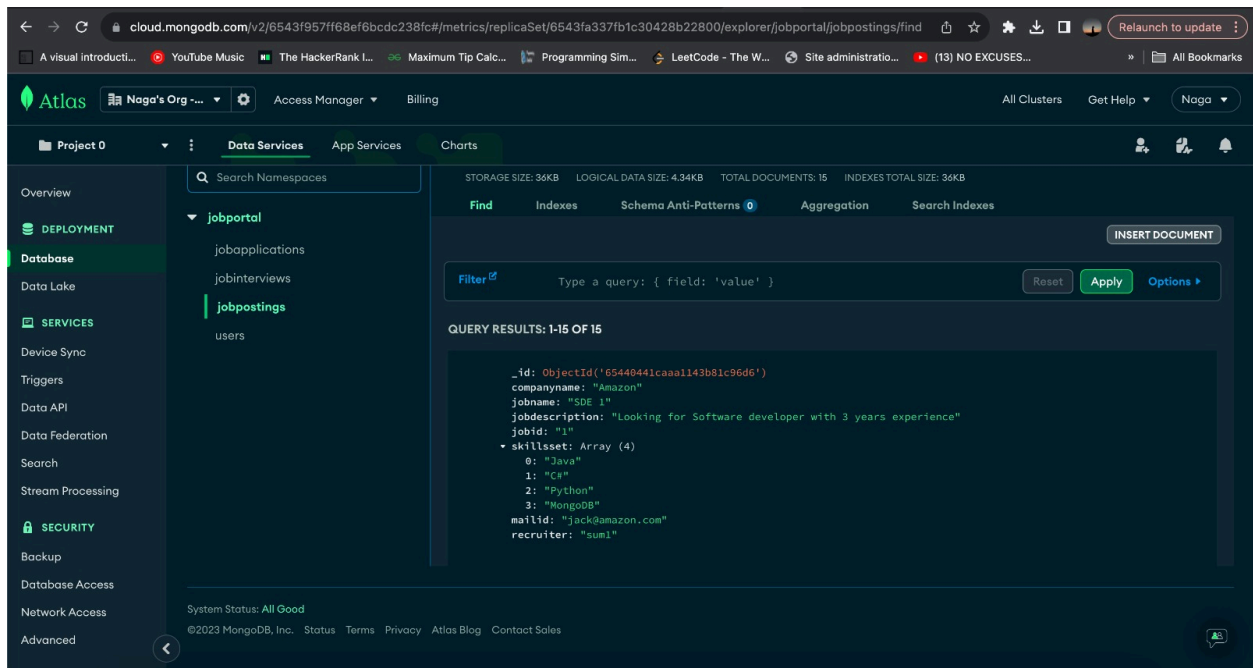 cloud.mongodb.com/v2/6543f957ff68ef6bcdc238fc#/metrics/replicaSet/6543fa337fb1c30428b22800/explorer/jobportal/jobpostings/find
Relaunch to update
A visual introducti... YouTube Music The HackerRank I... Maximum Tip Calc... Programming Sim... LeetCode - The W... Site administratio... (13) NO EXCUSES... » All Bookmarks
Atlas Naga's Org -... Access Manager Billing All Clusters Get Help Naga
Project 0 Data Services App Services Charts
Overview
DEPLOYMENT
Database
Data Lake
SERVICES
Device Sync
Triggers
Data API
Data Federation
Search
Stream Processing
SECURITY
Backup
Database Access
Network Access
Advanced
Search Namespaces
jobportal
jobapplications
jobinterviews
jobpostings
users
STORAGE SIZE: 36KB LOGICAL DATA SIZE: 4.34KB TOTAL DOCUMENTS: 15 INDEXES TOTAL SIZE: 36KB
Find Indexes Schema Anti-Patterns 0 Aggregation Search Indexes
INSERT DOCUMENT
Filter Type a query: { field: 'value' } Reset Apply Options
QUERY RESULTS: 1-15 OF 15
_id: ObjectId('65440441caaa1143b81c96d6')
companyname: "Amazon"
jobname: "SDE 1"
jobdescription: "Looking for Software developer with 3 years experience"
jobid: "1"
skillsset: Array (4)
0: "Java"
1: "C#"
2: "Python"
3: "MongoDB"
mailid: "jack@amazon.com"
recruiter: "sum1"
System Status: All Good
©2023 MongoDB, Inc. Status Terms Privacy Atlas Blog Contact Sales